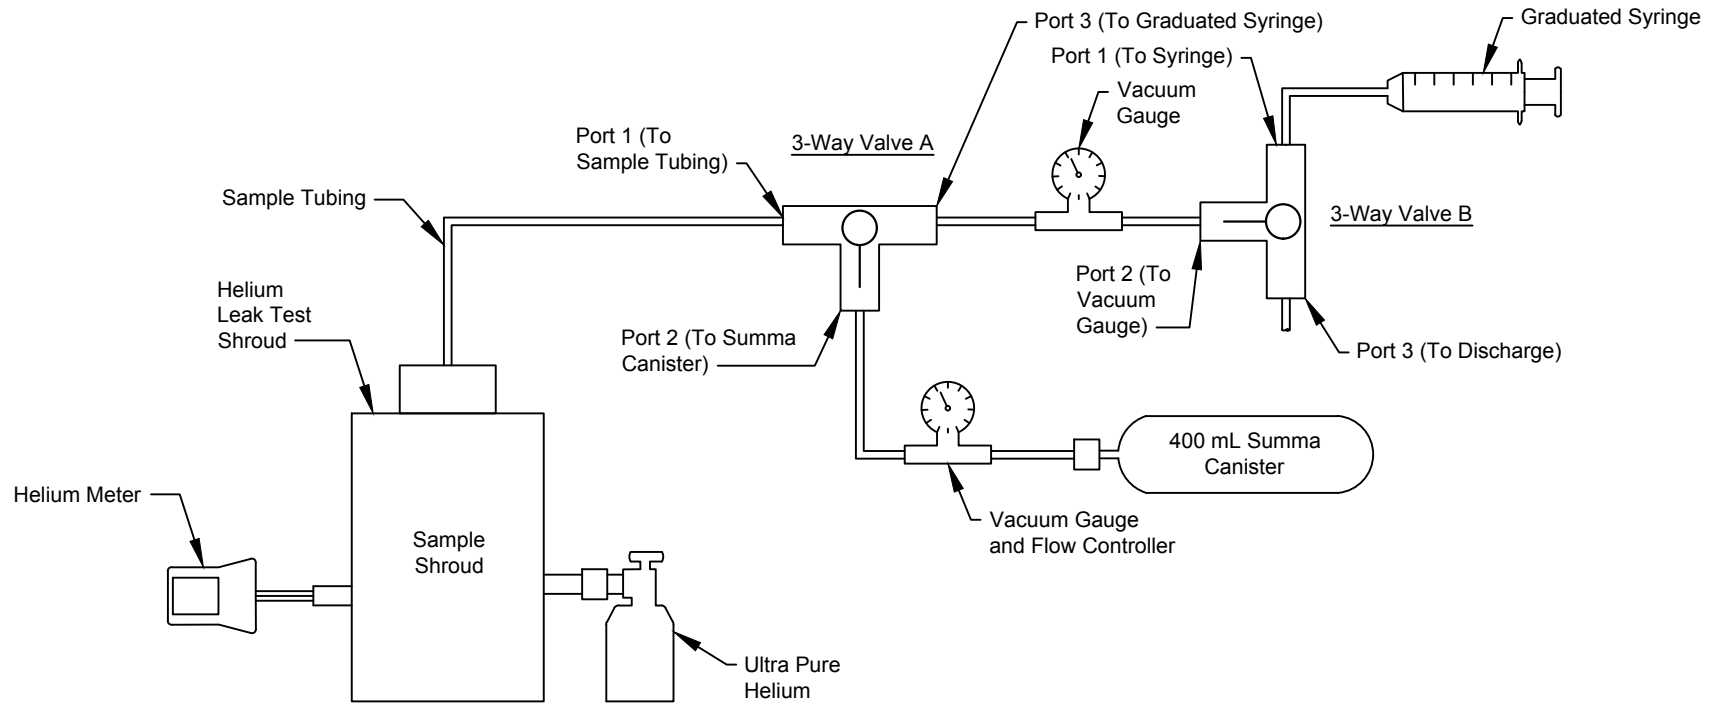 Port 3 (To Graduated Syringe)
Graduated Syringe
Port 1 (To Syringe)
Vacuum
Gauge
Port 1 (To
Sample Tubing)
3-Way Valve A
Sample Tubing
3-Way Valve B
Port 2 (To
Vacuum
Gauge)
Helium
Leak Test
Shroud
Port 2 (To Summa
Canister)
Port 3 (To Discharge)
400 mL Summa
Canister
Helium Meter
Vacuum Gauge
and Flow Controller
Sample
Shroud
Ultra Pure
Helium